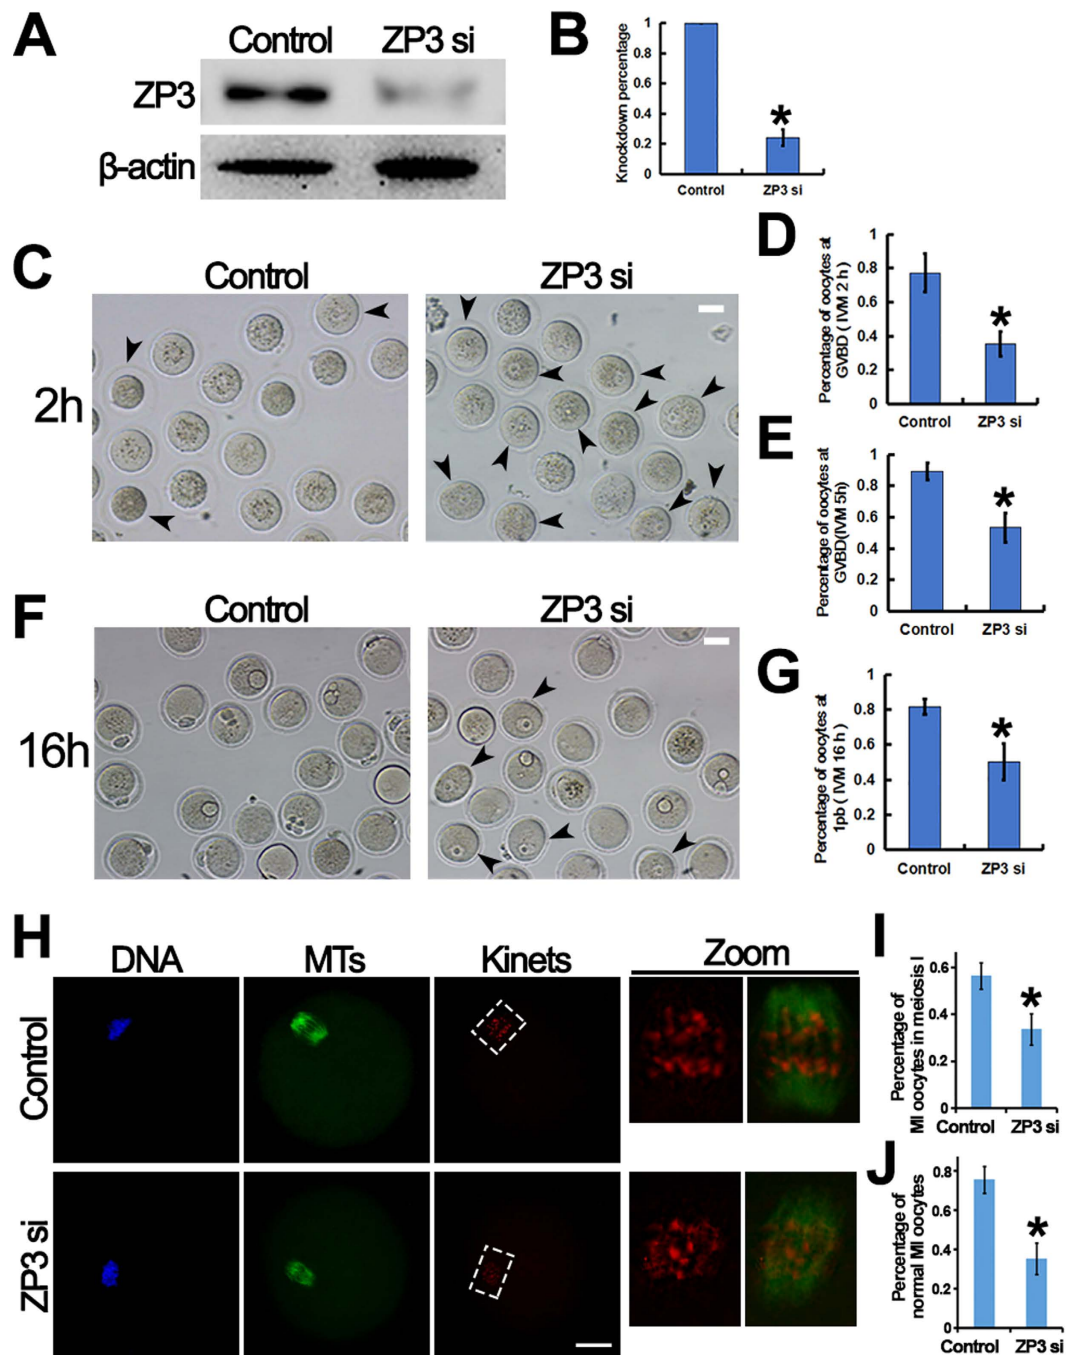 A
Control ZP3 si
ZP3
β-actin
B
Knockdown percentage
1
0.8
0.6
0.4
0.2
0
*
Control ZP3 si
C
Control ZP3 si
2h
D
Percentage of oocytes at
GVBD ( IVM 2 h )
1
0.8
0.6
0.4
0.2
0
*
Control ZP3 si
E
Percentage of oocytes at
GVBD(IVM 5h)
1
0.8
0.6
0.4
0.2
0
*
Control ZP3 si
F
Control ZP3 si
16h
G
Percentage of oocytes at
1pb ( IVM 16 h )
1
0.8
0.6
0.4
0.2
0
*
Control ZP3 si
H
DNA MTs Kinets Zoom
Control
ZP3 si
I
Percentage of
MI oocytes in meiosis I
0.6
0.4
0.2
0
*
Control ZP3 si
J
Percentage of
normal MI oocytes
0.8
0.6
0.4
0.2
0
*
Control ZP3 si